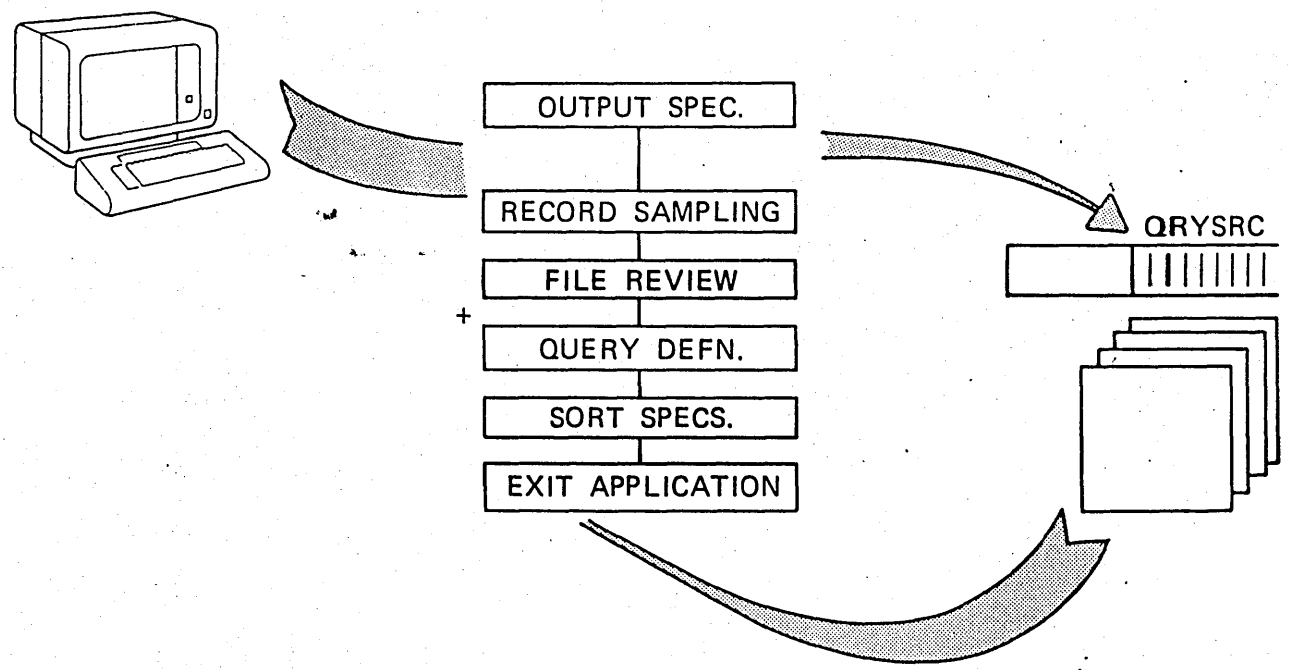 OUTPUT SPEC.
RECORD SAMPLING
QRYSRC
FILE REVIEW
+
QUERY DEFN.
SORT SPECS.
EXIT APPLICATION